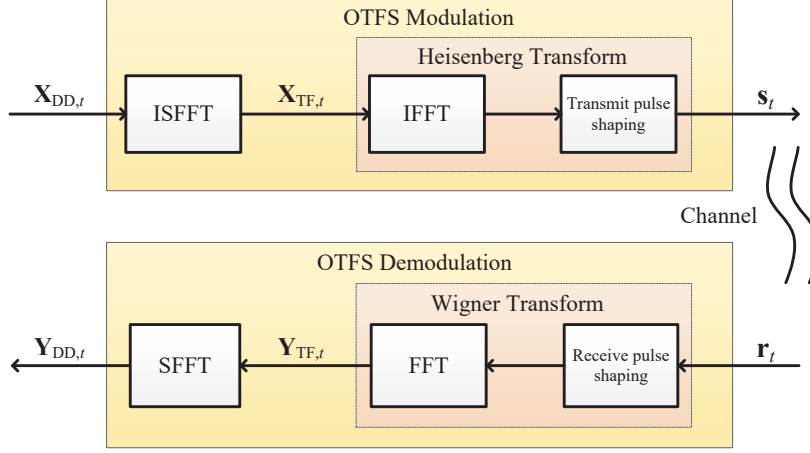 OTFS Modulation
Heisenberg Transform
X_DD,t
ISFFT
X_TF,t
IFFT
Transmit pulse
shaping
s_t
Channel
OTFS Demodulation
Wigner Transform
Y_DD,t
SFFT
Y_TF,t
FFT
Receive pulse
shaping
r_t